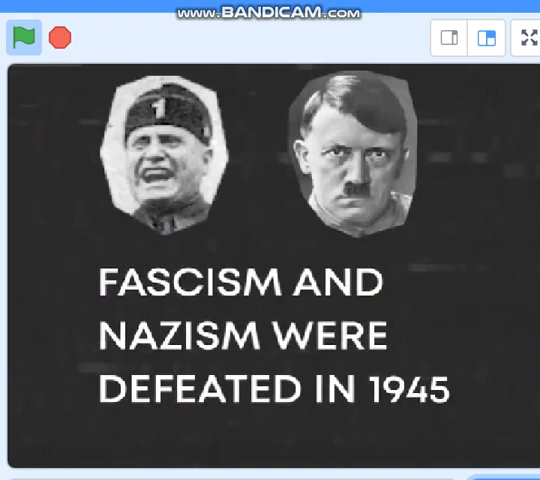 WWW.BANDICAM.COM
1
FASCISM AND
NAZISM WERE
DEFEATED IN 1945